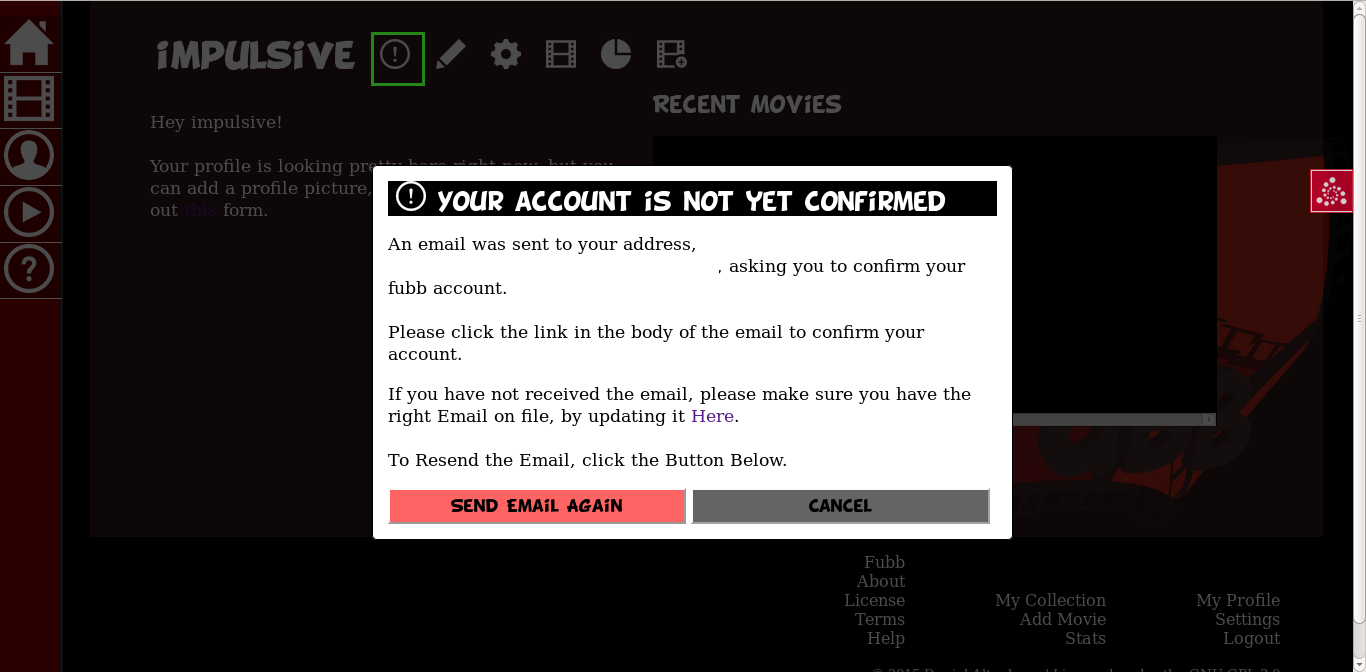 IMPULSIVE
RECENT MOVIES
Hey impulsive!
Your profile is looking pretty bare right now, but you
can add a profile picture,
out this form.
YOUR ACCOUNT IS NOT YET CONFIRMED
An email was sent to your address,
, asking you to confirm your
fubb account.
Please click the link in the body of the email to confirm your
account.
If you have not received the email, please make sure you have the
right Email on file, by updating it Here.
To Resend the Email, click the Button Below.
SEND EMAIL AGAIN
CANCEL
Fubb
About
License
Terms
Help
My Collection
Add Movie
Stats
My Profile
Settings
Logout